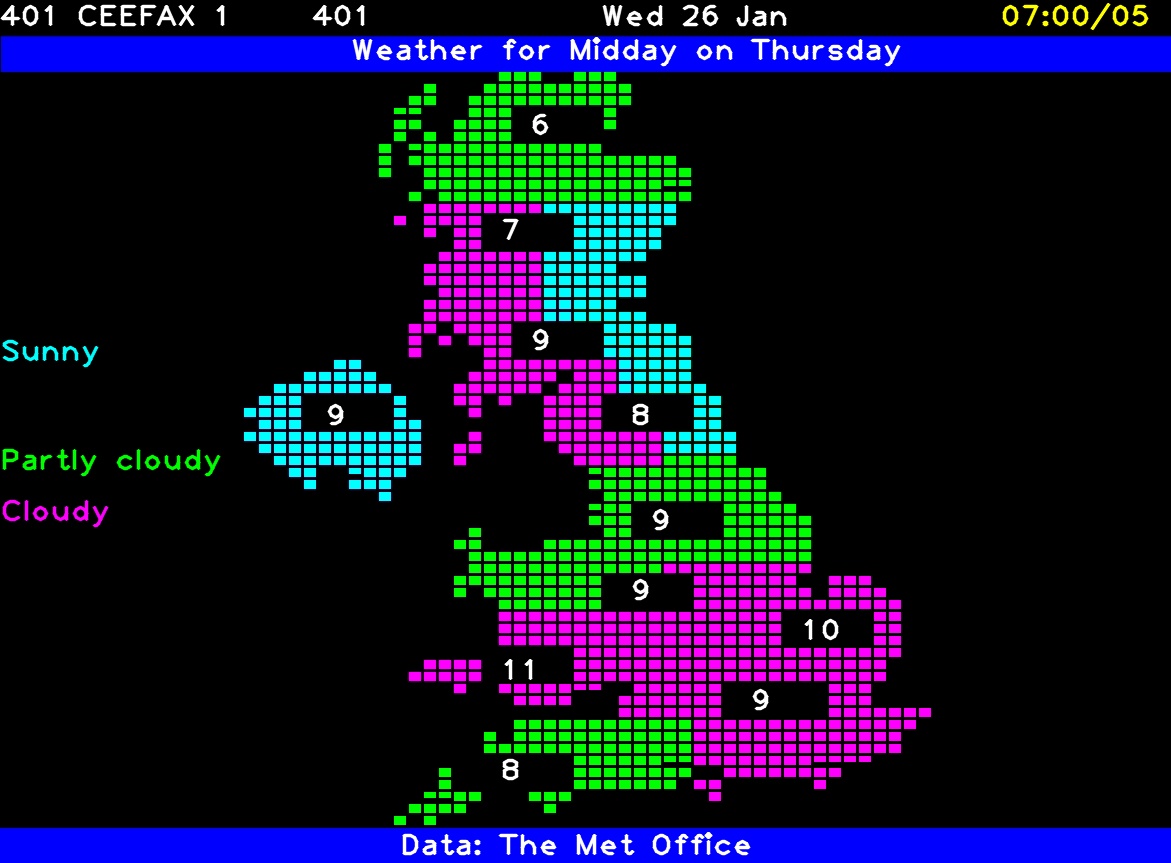 401 CEEFAX 1 401 Wed 26 Jan 07:00/05
Weather for Midday on Thursday
6
7
9
Sunny
9 8
Partly cloudy
Cloudy
9
9
10
11
9
8
Data: The Met Office